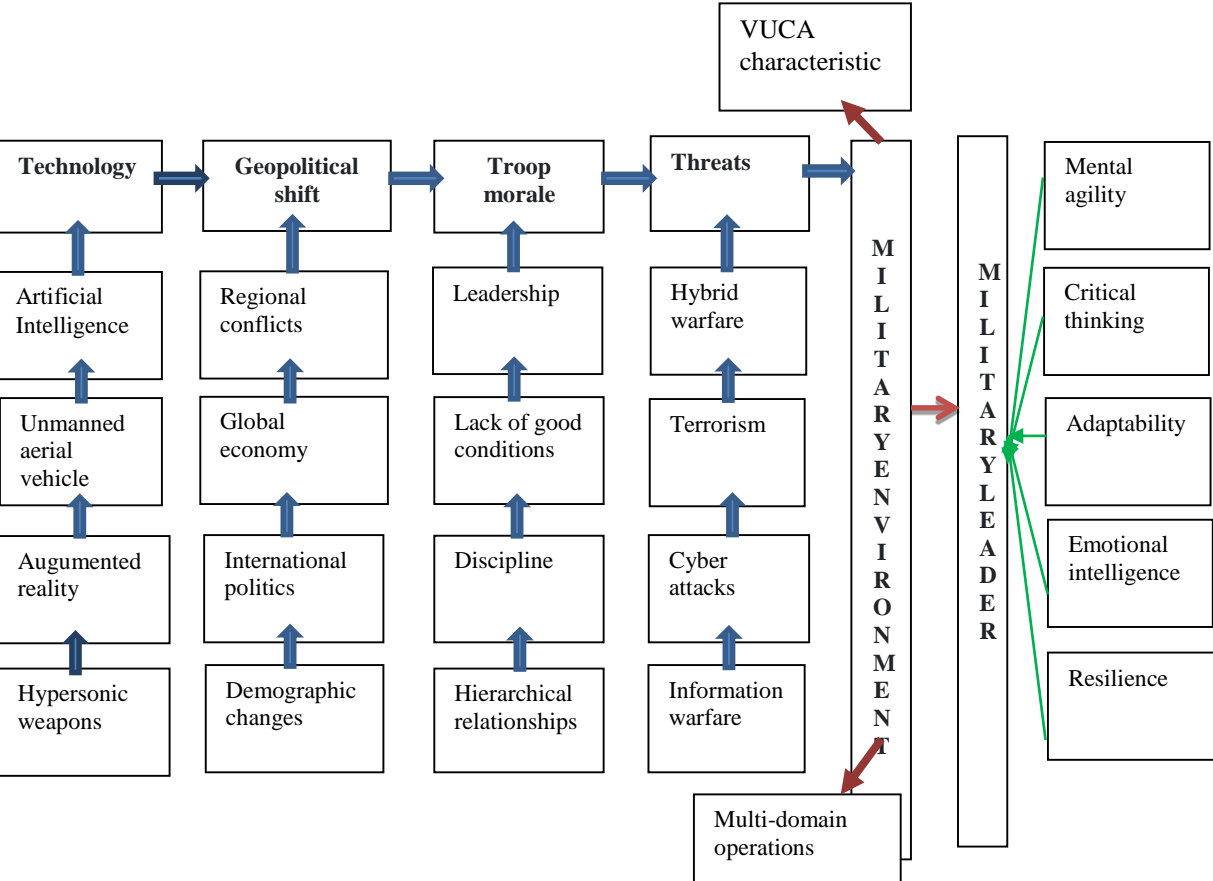 VUCA
characteristic
Technology
Geopolitical
shift
Troop
morale
Threats
Artificial
Intelligence
Regional
conflicts
Leadership
Hybrid
warfare
Unmanned
aerial
vehicle
Global
economy
Lack of good
conditions
Terrorism
Augumented
reality
International
politics
Discipline
Cyber
attacks
Hypersonic
weapons
Demographic
changes
Hierarchical
relationships
Information
warfare
M
I
L
I
T
A
R
Y
E
N
V
I
R
O
N
M
E
N
T
Multi-domain
operations
M
I
L
I
T
A
R
Y
L
E
A
D
E
R
Mental
agility
Critical
thinking
Adaptability
Emotional
intelligence
Resilience